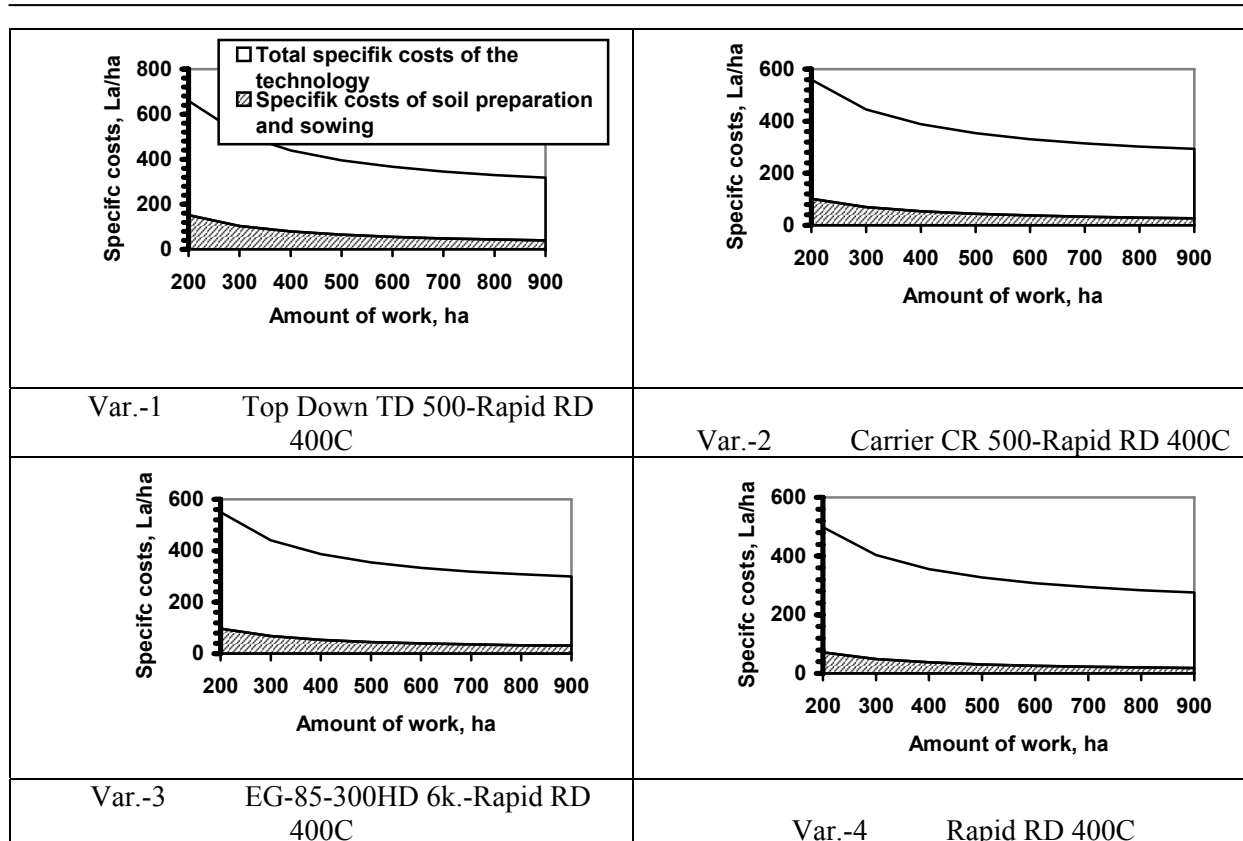 Total specifik costs of the
technology
Specifik costs of soil preparation
and sowing
Specifc costs, La/ha
800
600
400
200
0
200 300 400 500 600 700 800 900
Amount of work, ha
Specifc costs, La/ha
600
400
200
0
200 300 400 500 600 700 800 900
Amount of work, ha
Var.-1 Top Down TD 500-Rapid RD
400C
Var.-2 Carrier CR 500-Rapid RD 400C
Specifc costs, La/ha
600
400
200
0
200 300 400 500 600 700 800 900
Amount of work, ha
Specifc costs, La/ha
600
400
200
0
200 300 400 500 600 700 800 900
Amount of work, ha
Var.-3 EG-85-300HD 6k.-Rapid RD
400C
Var.-4 Rapid RD 400C